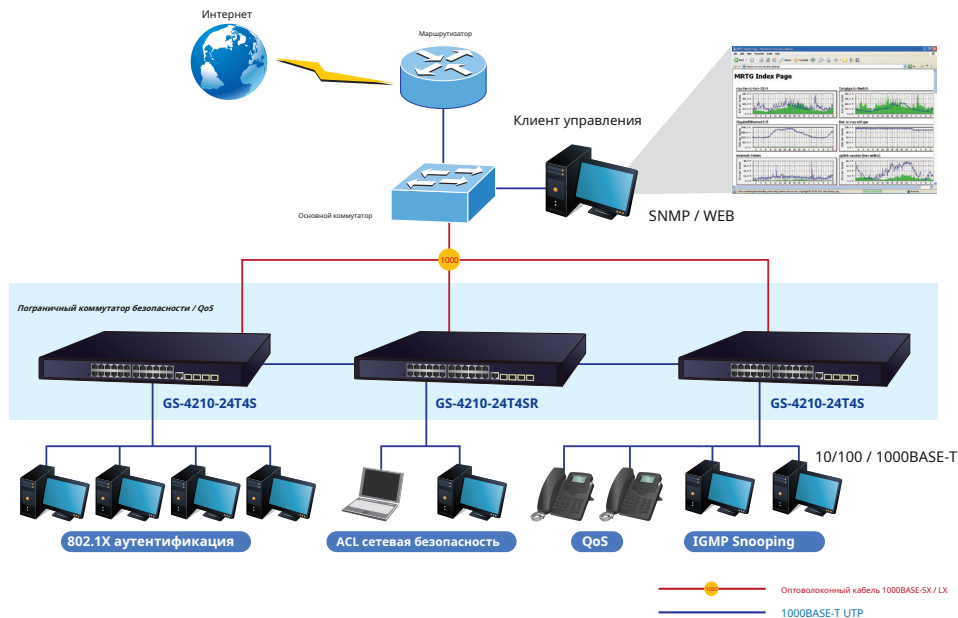 Интернет
Маршрутизатор
Клиент управления
MRTG Index Page
SNMP / WEB
Основной коммутатор
1000
Пограничный коммутатор безопасности / QoS
GS-4210-24T4S
GS-4210-24T4SR
GS-4210-24T4S
10/100 / 1000BASE-T
802.1X аутентификация
ACL сетевая безопасность
QoS
IGMP Snooping
1000
Оптоволоконный кабель 1000BASE-SX / LX
1000BASE-T UTP